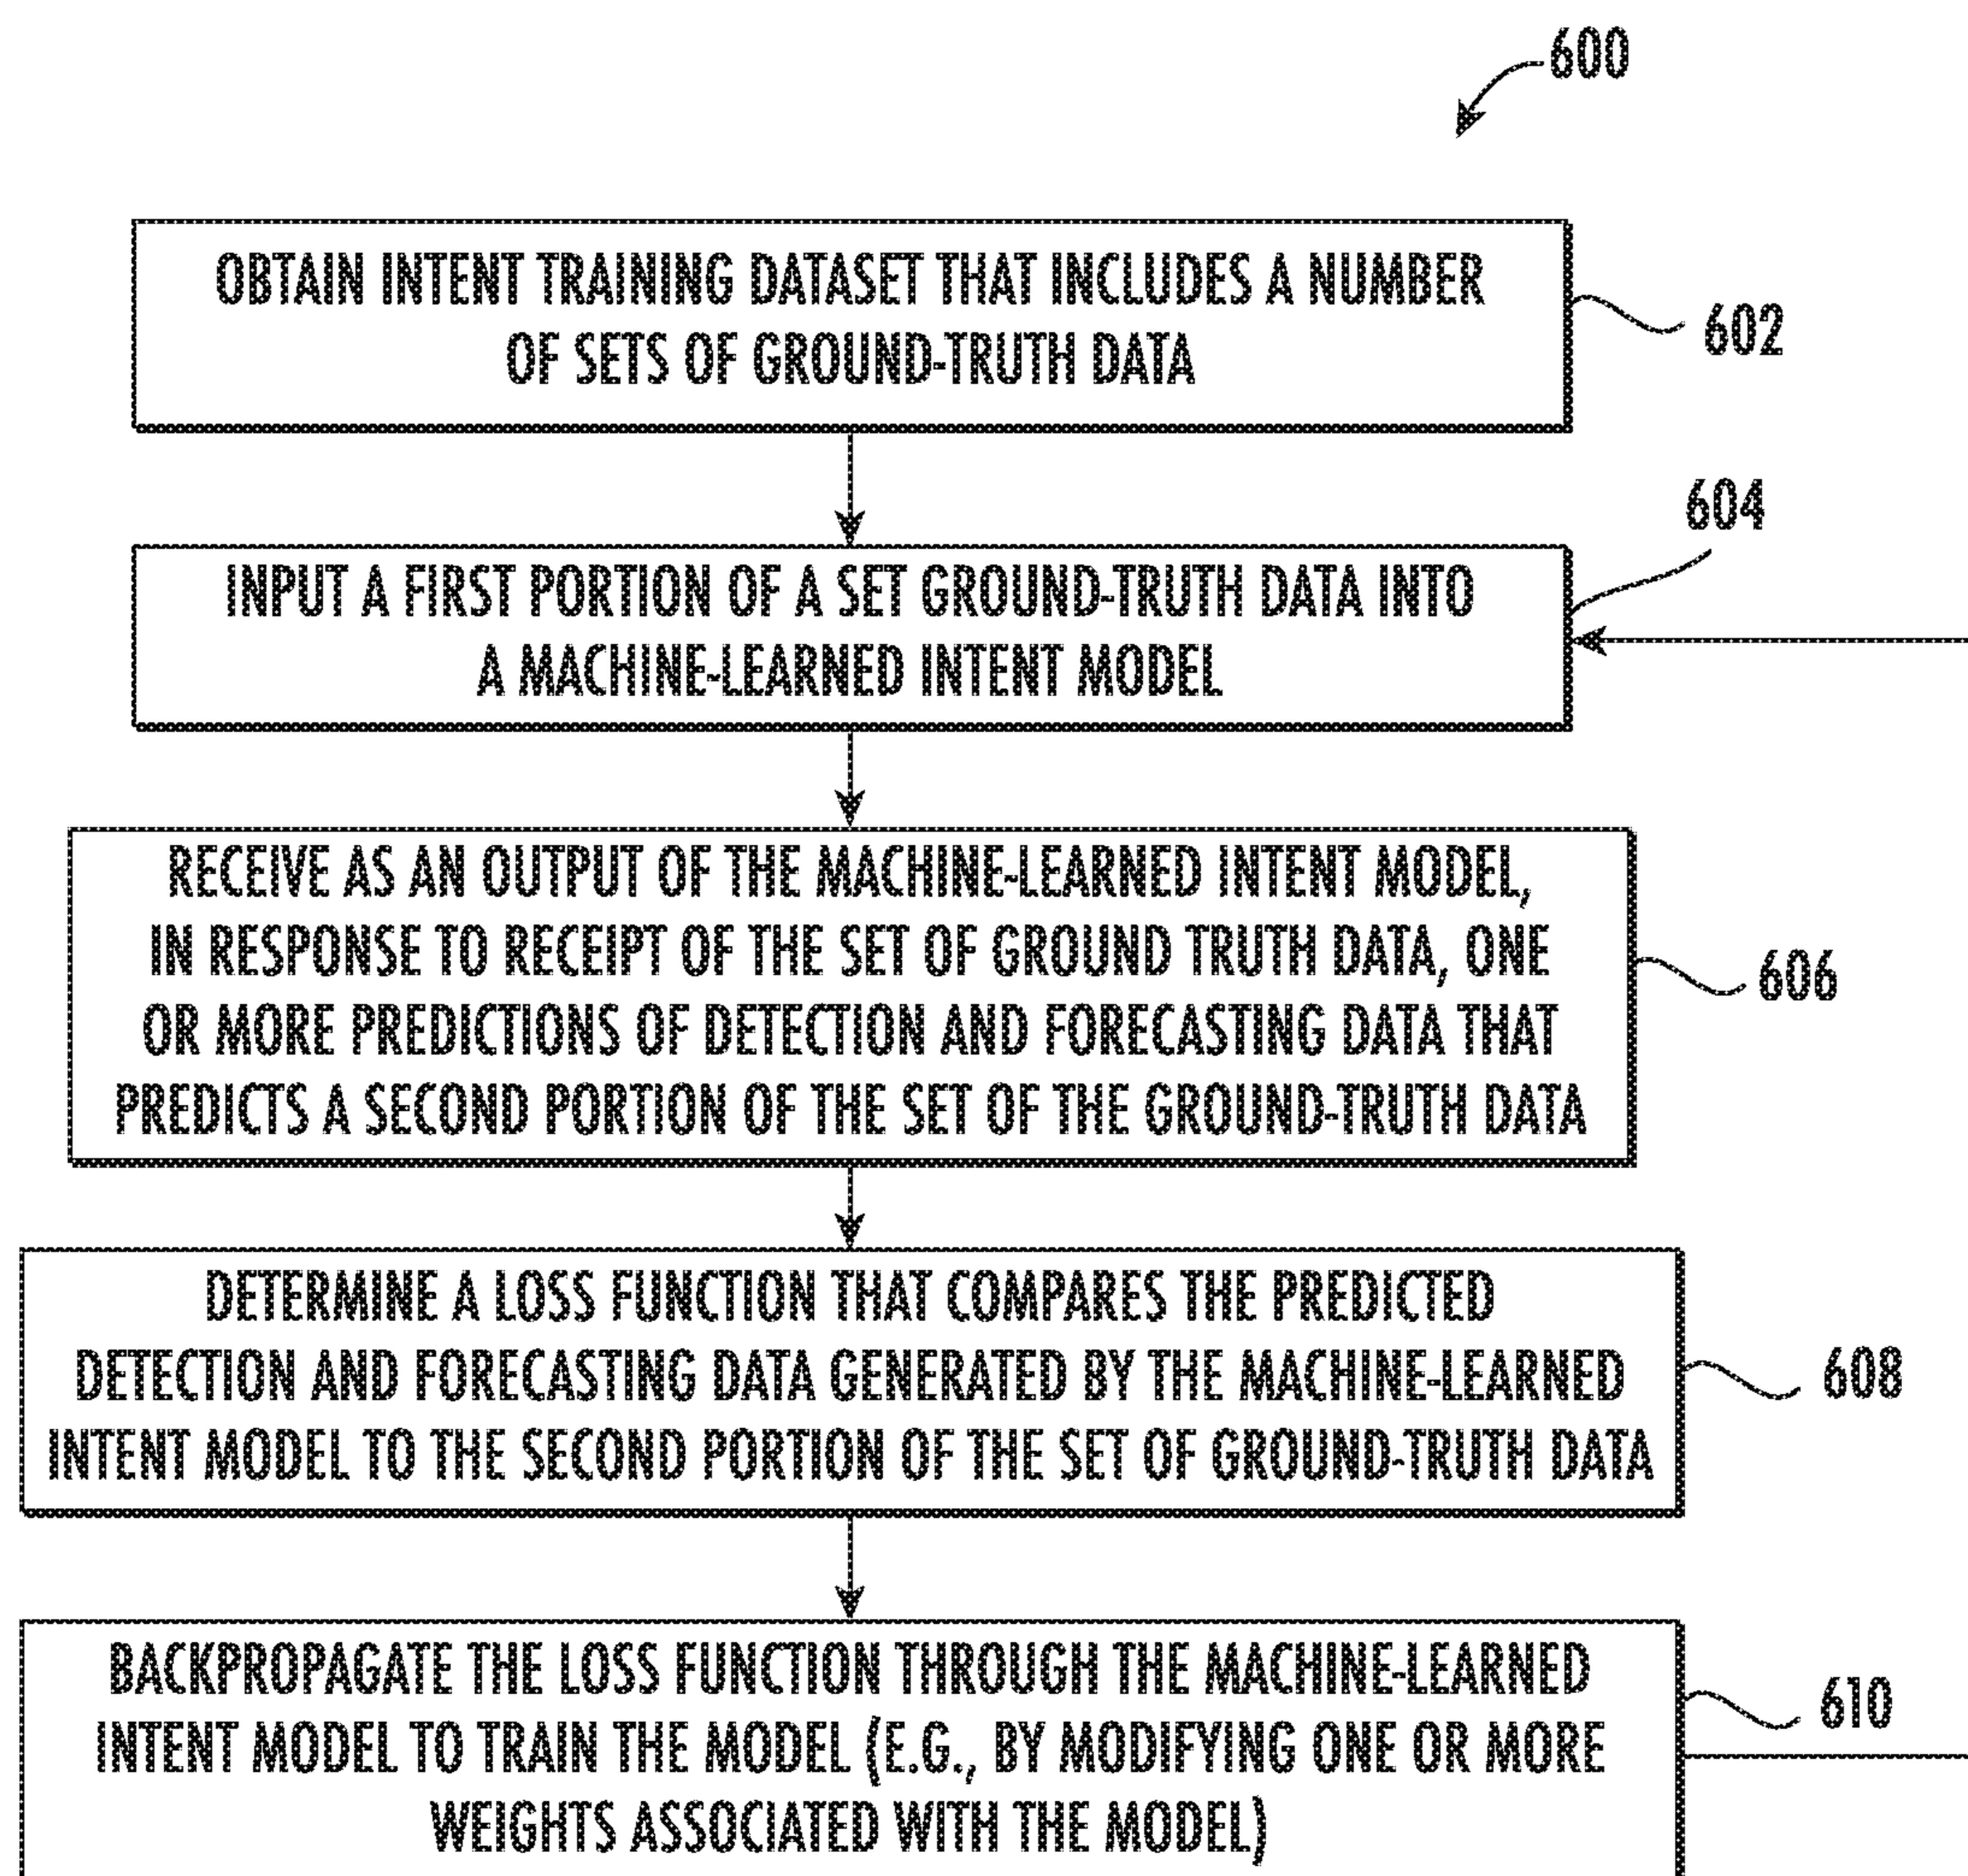 600
OBTAIN INTENT TRAINING DATASET THAT INCLUDES A NUMBER
OF SETS OF GROUND-TRUTH DATA
602
604
INPUT A FIRST PORTION OF A SET GROUND-TRUTH DATA INTO
A MACHINE-LEARNED INTENT MODEL
RECEIVE AS AN OUTPUT OF THE MACHINE-LEARNED INTENT MODEL,
IN RESPONSE TO RECEIPT OF THE SET OF GROUND TRUTH DATA, ONE
OR MORE PREDICTIONS OF DETECTION AND FORECASTING DATA THAT
PREDICTS A SECOND PORTION OF THE SET OF THE GROUND-TRUTH DATA
606
DETERMINE A LOSS FUNCTION THAT COMPARES THE PREDICTED
DETECTION AND FORECASTING DATA GENERATED BY THE MACHINE-LEARNED
INTENT MODEL TO THE SECOND PORTION OF THE SET OF GROUND-TRUTH DATA
608
BACKPROPAGATE THE LOSS FUNCTION THROUGH THE MACHINE-LEARNED
INTENT MODEL TO TRAIN THE MODEL (E.G., BY MODIFYING ONE OR MORE
WEIGHTS ASSOCIATED WITH THE MODEL)
610